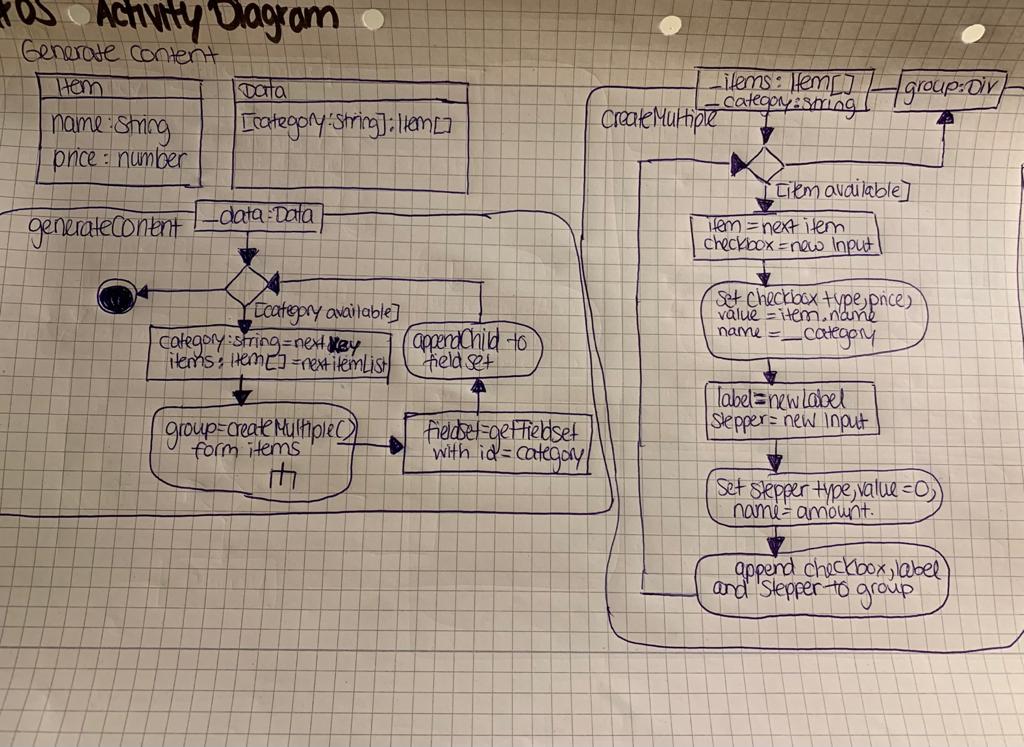 Activity Diagram
Generate Content
Item
name: string
price: number
Data
[category: string]: Item[]
generateContent
_data: Data
[category available]
category: string = next key
items: Item[] = next itemList
group = createMultiple()
form items
fieldset = getFieldset
with id = category
appendChild to
fieldset
createMultiple
_items: Item[]
_category: string
group: Div
[item available]
item = next item
checkbox = new Input
Set checkbox type, price,
value = item.name
name = __category
label = new Label
stepper = new Input
Set stepper type, value = 0,
name = amount.
append checkbox, label
and stepper to group